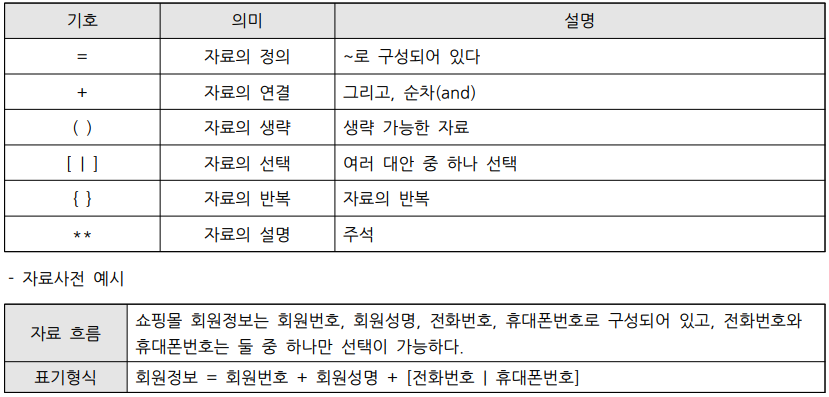 기호 의미 설명
= 자료의 정의 ~로 구성되어 있다
+ 자료의 연결 그리고, 순차(and)
( ) 자료의 생략 생략 가능한 자료
[ | ] 자료의 선택 여러 대안 중 하나 선택
{ } 자료의 반복 자료의 반복
** 자료의 설명 주석
- 자료사전 예시
자료 흐름 쇼핑몰 회원정보는 회원번호, 회원성명, 전화번호, 휴대폰번호로 구성되어 있고, 전화번호와
휴대폰번호는 둘 중 하나만 선택이 가능하다.
표기형식 회원정보 = 회원번호 + 회원성명 + [전화번호 | 휴대폰번호]